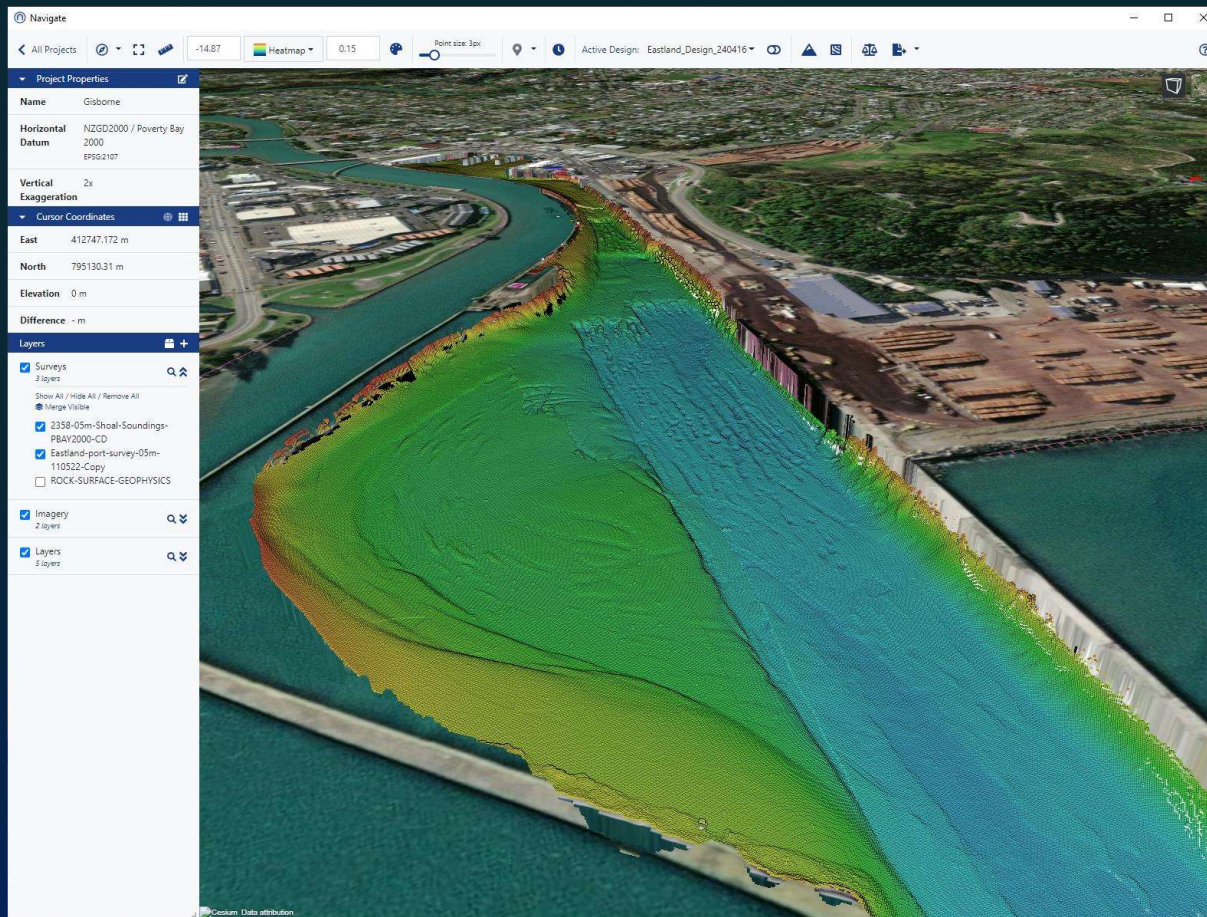 Navigate
All Projects
-14.87
Heatmap
0.15
Point size: 3px
Active Design: Eastland_Design_240416
Project Properties
Name Gisborne
Horizontal NZGD2000 / Poverty Bay
Datum 2000
EPSG:2107
Vertical 2x
Exaggeration
Cursor Coordinates
East 412747.172 m
North 795130.31 m
Elevation 0 m
Difference - m
Layers
Surveys
3 layers
Show All / Hide All / Remove All
Merge Visible
2358-05m-Shoal-Soundings-
PBAY2000-CD
Eastland-port-survey-05m-
110522-Copy
ROCK-SURFACE-GEOPHYSICS
Imagery
2 layers
Layers
5 layers
Cesium Data attribution